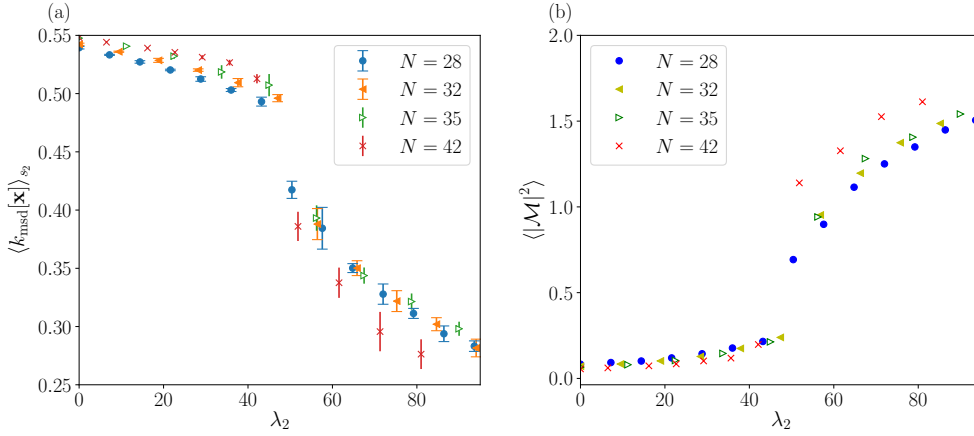 (a)
0.55
0.50
0.45
0.40
0.35
0.30
0.25
0
20
40
60
80
λ₂
⟨k_msd[x]⟩_s₂
N = 28
N = 32
N = 35
N = 42
(b)
2.0
1.5
1.0
0.5
0.0
0
20
40
60
80
λ₂
⟨|ℳ|²⟩
N = 28
N = 32
N = 35
N = 42